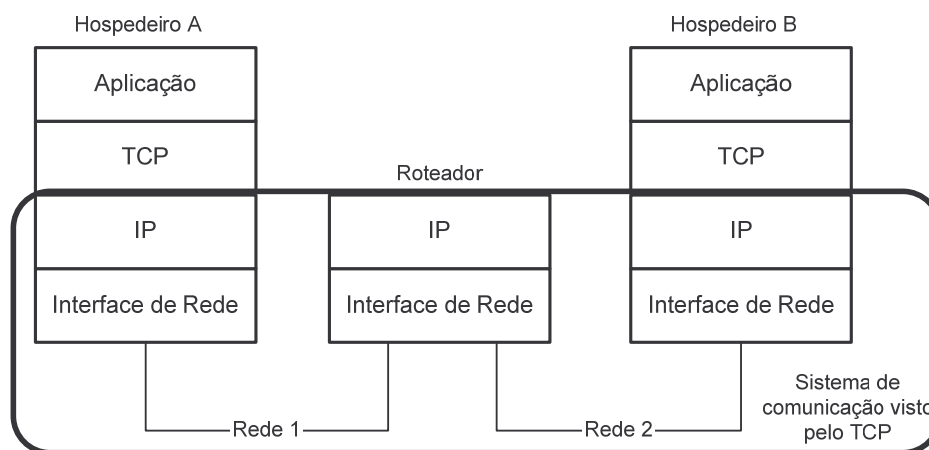 Hospedeiro A
Hospedeiro B
Aplicação
Aplicação
TCP
TCP
Roteador
IP
IP
IP
Interface de Rede
Interface de Rede
Interface de Rede
Sistema de
comunicação visto
pelo TCP
Rede 1
Rede 2